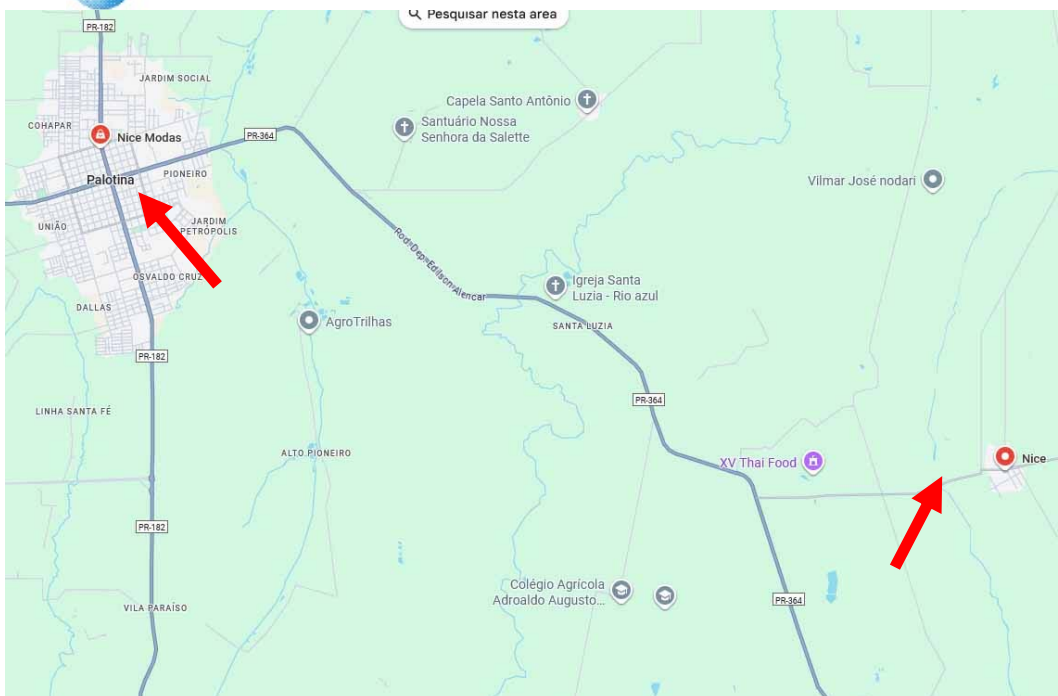 Pesquisar nesta area
PR-182
JARDIM SOCIAL
Capela Santo Antônio
COHAPAR
Nice Modas
PR-364
Santuário Nossa
Senhora da Salette
Palotina
PIONEIRO
Vilmar José nodari
UNIÃO
JARDIM
PETRÓPOLIS
Rod. Dep. Edilson Alencar
OSVALDO CRUZ
Igreja Santa
Luzia - Rio azul
DALLAS
AgroTrilhas
SANTA LUZIA
PR-182
PR-364
LINHA SANTA FÉ
ALTO PIONEIRO
XV Thai Food
Nice
PR-182
Colégio Agrícola
Adroaldo Augusto...
PR-364
VILA PARAÍSO